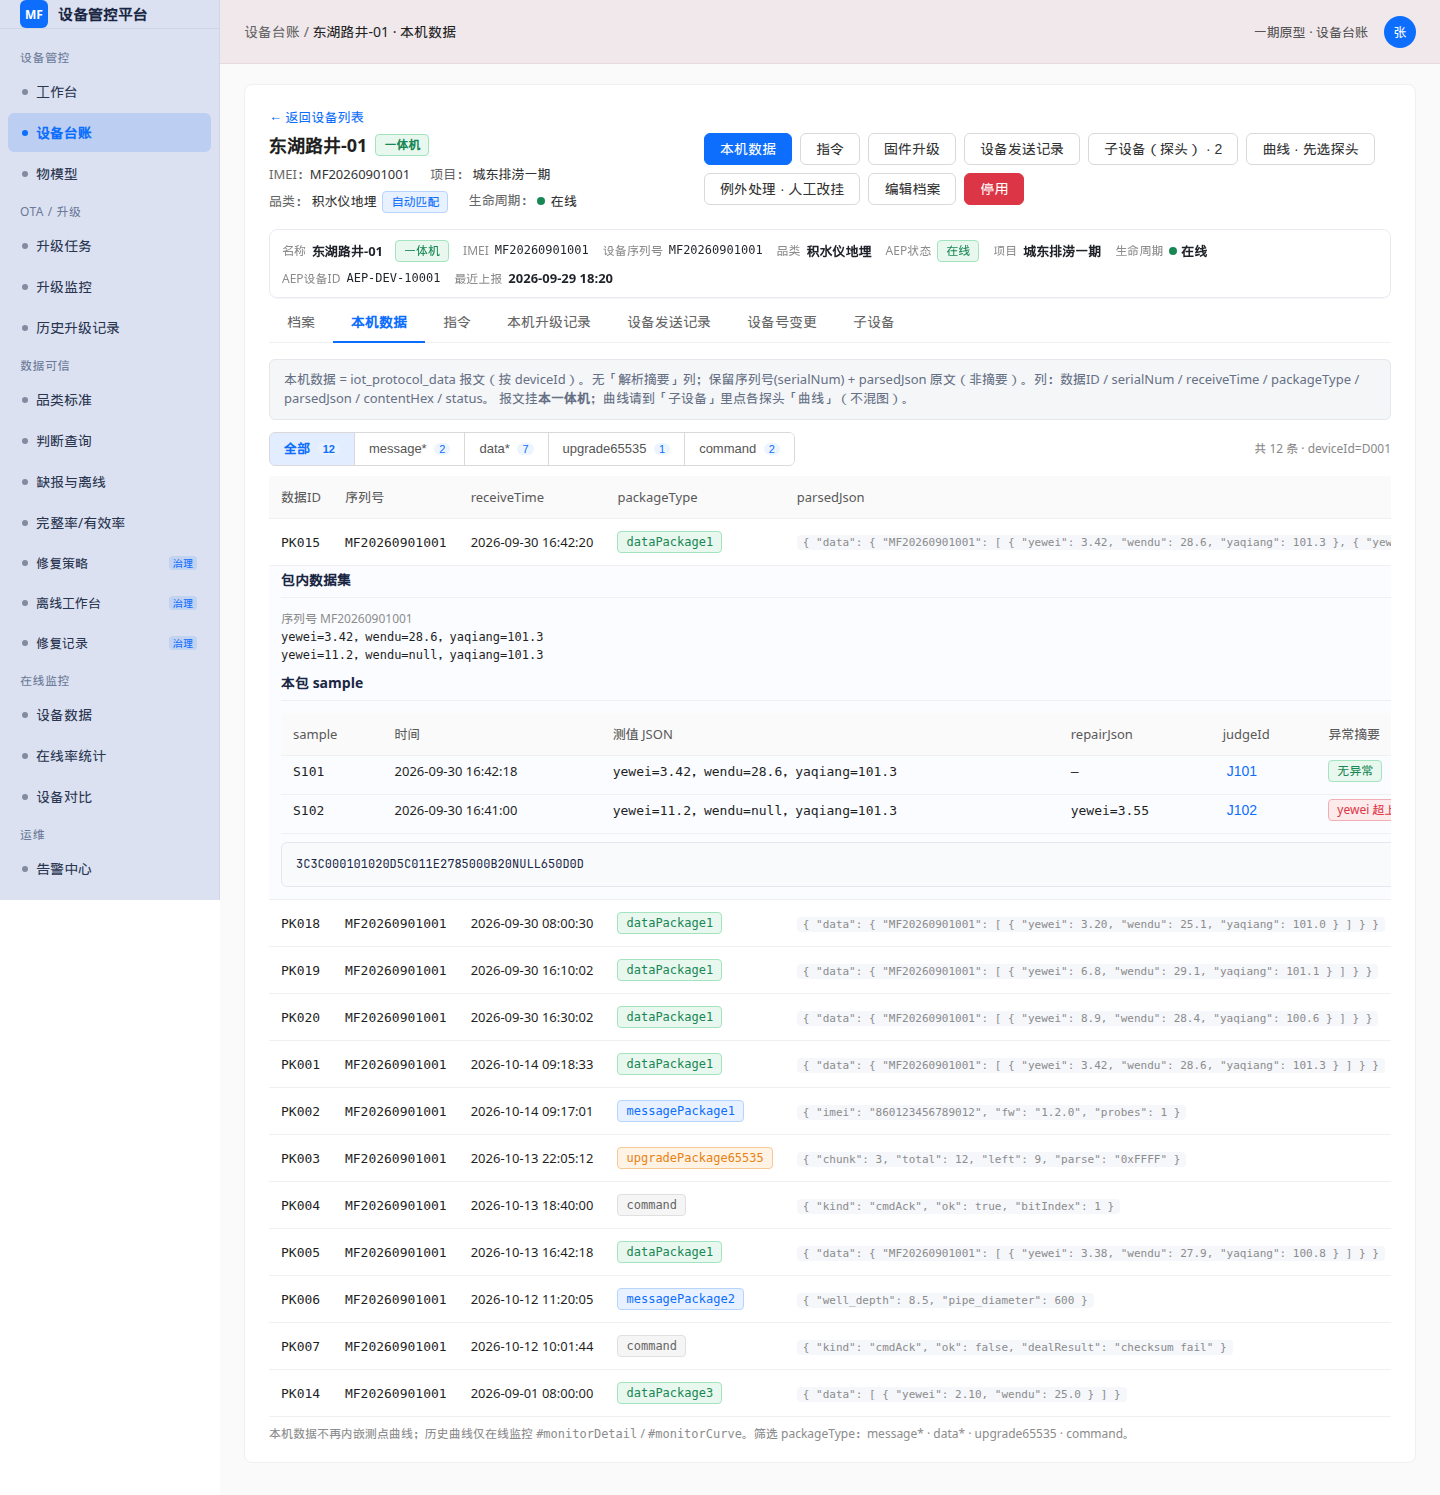 MF 设备管控平台
设备管控
工作台
设备台账
物模型
OTA / 升级
升级任务
升级监控
历史升级记录
数据可信
品类标准
判断查询
缺报与离线
完整率/有效率
修复策略 治理
离线工作台 治理
修复记录 治理
在线监控
设备数据
在线率统计
设备对比
运维
告警中心
设备台账 / 东湖路井-01 · 本机数据
一期原型 · 设备台账 张
← 返回设备列表
东湖路井-01 一体机
IMEI: MF20260901001 项目: 城东排涝一期
品类: 积水仪地埋 自动匹配 生命周期: 在线
本机数据 指令 固件升级 设备发送记录 子设备（探头）· 2 曲线 · 先选探头
例外处理 · 人工改挂 编辑档案 停用
名称 东湖路井-01 一体机 IMEI MF20260901001 设备序列号 MF20260901001 品类 积水仪地埋 AEP状态 在线 项目 城东排涝一期 生命周期 在线
AEP设备ID AEP-DEV-10001 最近上报 2026-09-29 18:20
档案 本机数据 指令 本机升级记录 设备发送记录 设备号变更 子设备
本机数据 = iot_protocol_data 报文（按 deviceId）。无「解析摘要」列；保留序列号(serialNum) + parsedJson 原文（非摘要）。列：数据ID / serialNum / receiveTime / packageType /
parsedJson / contentHex / status。 报文挂本一体机；曲线请到「子设备」里点各探头「曲线」（不混图）。
全部 12 message* 2 data* 7 upgrade65535 1 command 2
共 12 条 · deviceId=D001
数据ID 序列号 receiveTime packageType parsedJson
PK015 MF20260901001 2026-09-30 16:42:20 dataPackage1 { "data": { "MF20260901001": [ { "yewei": 3.42, "wendu": 28.6, "yaqiang": 101.3 }, { "yew
包内数据集
序列号 MF20260901001
yewei=3.42, wendu=28.6, yaqiang=101.3
yewei=11.2, wendu=null, yaqiang=101.3
本包 sample
sample 时间 测值 JSON repairJson judgeId 异常摘要
S101 2026-09-30 16:42:18 yewei=3.42, wendu=28.6, yaqiang=101.3 — J101 无异常
S102 2026-09-30 16:41:00 yewei=11.2, wendu=null, yaqiang=101.3 yewei=3.55 J102 yewei 超
3C3C000101020D5C011E2785000B20NULL650D0D
PK018 MF20260901001 2026-09-30 08:00:30 dataPackage1 { "data": { "MF20260901001": [ { "yewei": 3.20, "wendu": 25.1, "yaqiang": 101.0 } ] } }
PK019 MF20260901001 2026-09-30 16:10:02 dataPackage1 { "data": { "MF20260901001": [ { "yewei": 6.8, "wendu": 29.1, "yaqiang": 101.1 } ] } }
PK020 MF20260901001 2026-09-30 16:30:02 dataPackage1 { "data": { "MF20260901001": [ { "yewei": 8.9, "wendu": 28.4, "yaqiang": 100.6 } ] } }
PK001 MF20260901001 2026-10-14 09:18:33 dataPackage1 { "data": { "MF20260901001": [ { "yewei": 3.42, "wendu": 28.6, "yaqiang": 101.3 } ] } }
PK002 MF20260901001 2026-10-14 09:17:01 messagePackage1 { "imei": "860123456789012", "fw": "1.2.0", "probes": 1 }
PK003 MF20260901001 2026-10-13 22:05:12 upgradePackage65535 { "chunk": 3, "total": 12, "left": 9, "parse": "0xFFFF" }
PK004 MF20260901001 2026-10-13 18:40:00 command { "kind": "cmdAck", "ok": true, "bitIndex": 1 }
PK005 MF20260901001 2026-10-13 16:42:18 dataPackage1 { "data": { "MF20260901001": [ { "yewei": 3.38, "wendu": 27.9, "yaqiang": 100.8 } ] } }
PK006 MF20260901001 2026-10-12 11:20:05 messagePackage2 { "well_depth": 8.5, "pipe_diameter": 600 }
PK007 MF20260901001 2026-10-12 10:01:44 command { "kind": "cmdAck", "ok": false, "dealResult": "checksum fail" }
PK014 MF20260901001 2026-09-01 08:00:00 dataPackage3 { "data": [ { "yewei": 2.10, "wendu": 25.0 } ] }
本机数据不再内嵌测点曲线；历史曲线仅在线监控 #monitorDetail / #monitorCurve。筛选 packageType：message* · data* · upgrade65535 · command。